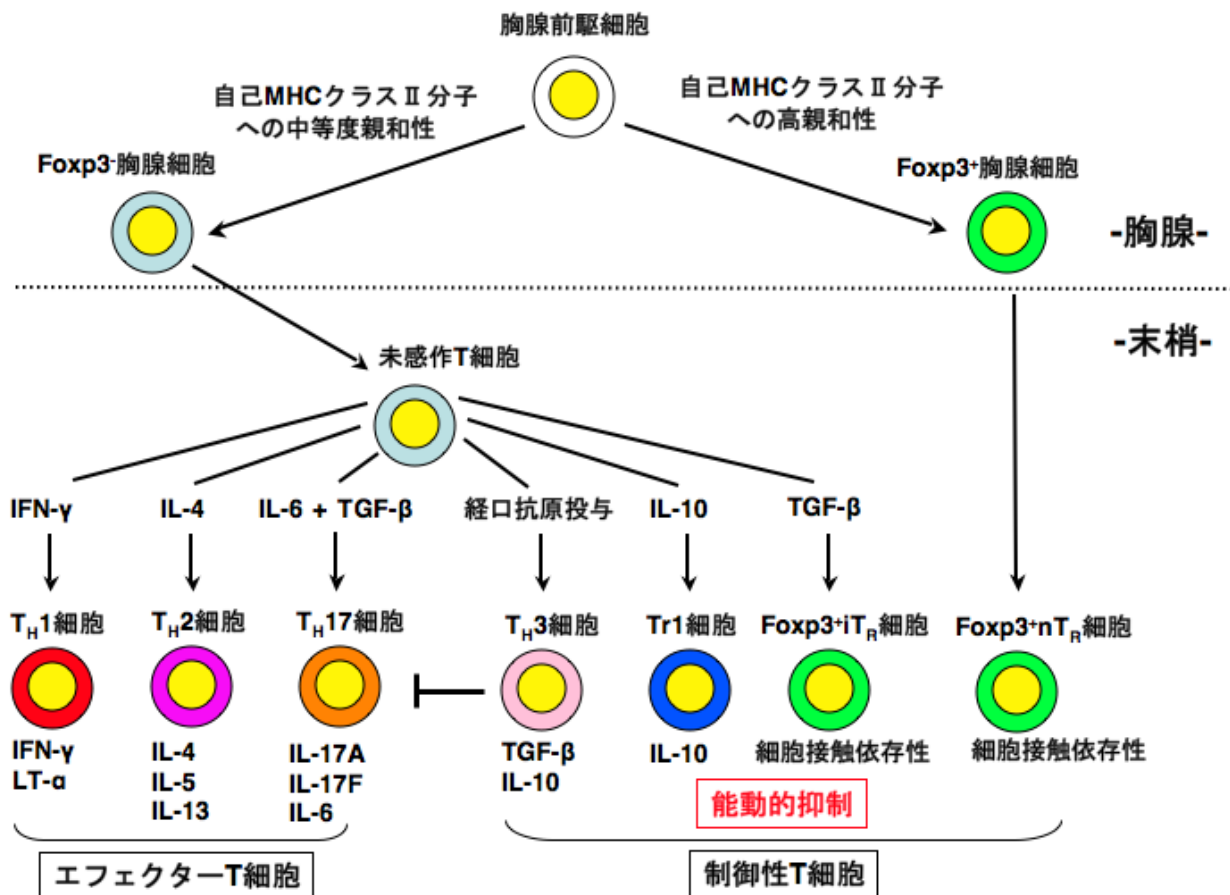 胸腺前駆細胞
自己MHCクラスⅡ分子
への中等度親和性
自己MHCクラスⅡ分子
への高親和性
Foxp3⁻胸腺細胞
Foxp3⁺胸腺細胞
-胸腺-
-末梢-
未感作T細胞
IFN-γ
IL-4
IL-6 + TGF-β
経口抗原投与
IL-10
TGF-β
TH1細胞
TH2細胞
TH17細胞
TH3細胞
Tr1細胞
Foxp3⁺iTR細胞
Foxp3⁺nTR細胞
IFN-γ
LT-α
IL-4
IL-5
IL-13
IL-17A
IL-17F
IL-6
TGF-β
IL-10
IL-10
細胞接触依存性
細胞接触依存性
能動的抑制
エフェクターT細胞
制御性T細胞